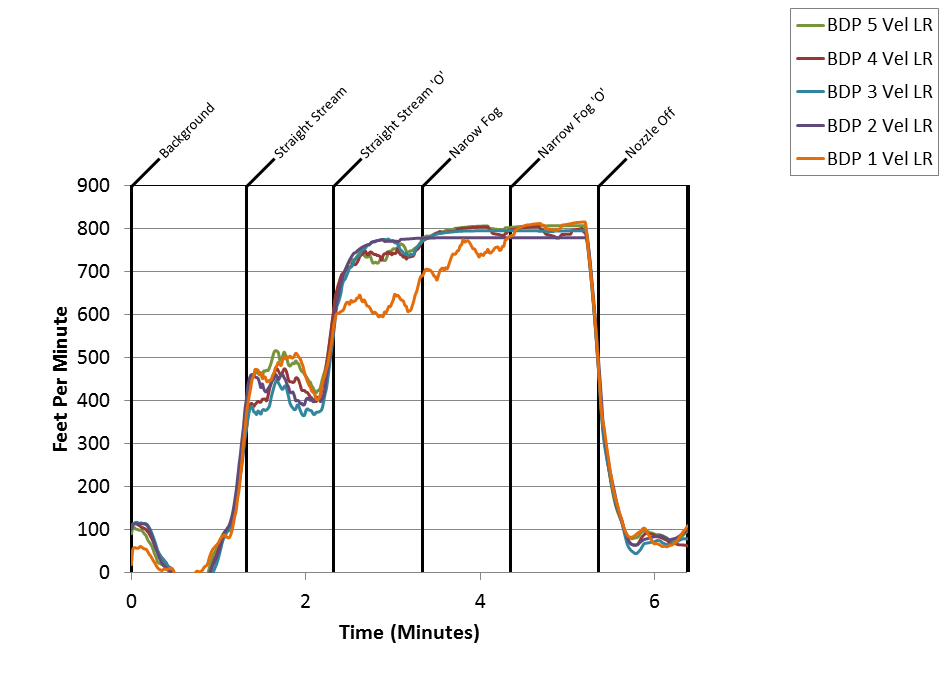 BDP 5 Vel LR
BDP 4 Vel LR
BDP 3 Vel LR
BDP 2 Vel LR
BDP 1 Vel LR
Background
Straight Stream
Straight Stream 'O'
Narow Fog
Narrow Fog 'O'
Nozzle Off
900
800
700
600
500
400
300
200
100
0
Feet Per Minute
0 2 4 6
Time (Minutes)